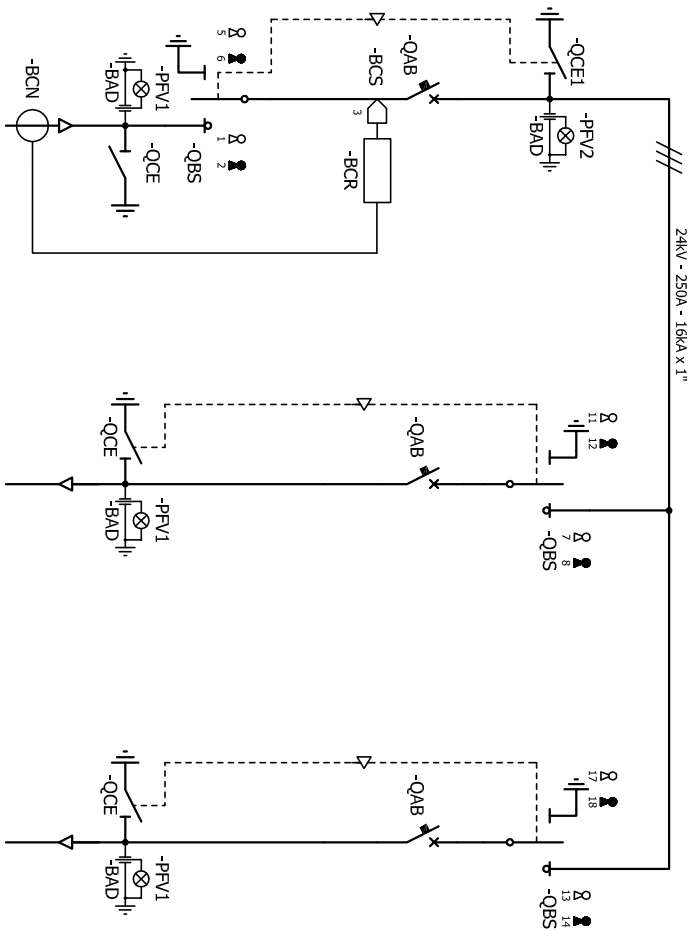 24kV - 250A - 16kA x 1"
-QCE1
-PFV2
-BAD
-QAB
-BCS
3
-BCR
5
6
1
2
-QBS
-PFV1
-BAD
-QCE
-BCN
11
12
7
8
-QBS
-QAB
-QCE
-PFV1
-BAD
17
18
13
14
-QBS
-QAB
-QCE
-PFV1
-BAD